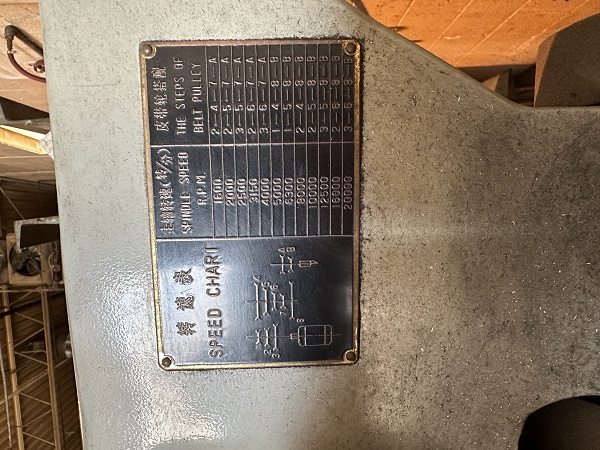 转速表
SPEED CHART
主轴转速(转/分)
SPINDLE SPEED
R.P.M.
皮带轮搭配
THE STEPS OF
BELT PULLEY
1600 2—4—7—A
2000 2—5—7—A
2500 3—5—7—A
3150 2—6—7—A
4000 3—6—7—A
5000 1—4—8—B
6300 1—5—8—B
8000 2—4—8—B
10000 2—5—8—B
12500 3—5—8—B
16000 2—6—8—B
20000 3—6—8—B
A
B
2
3
8